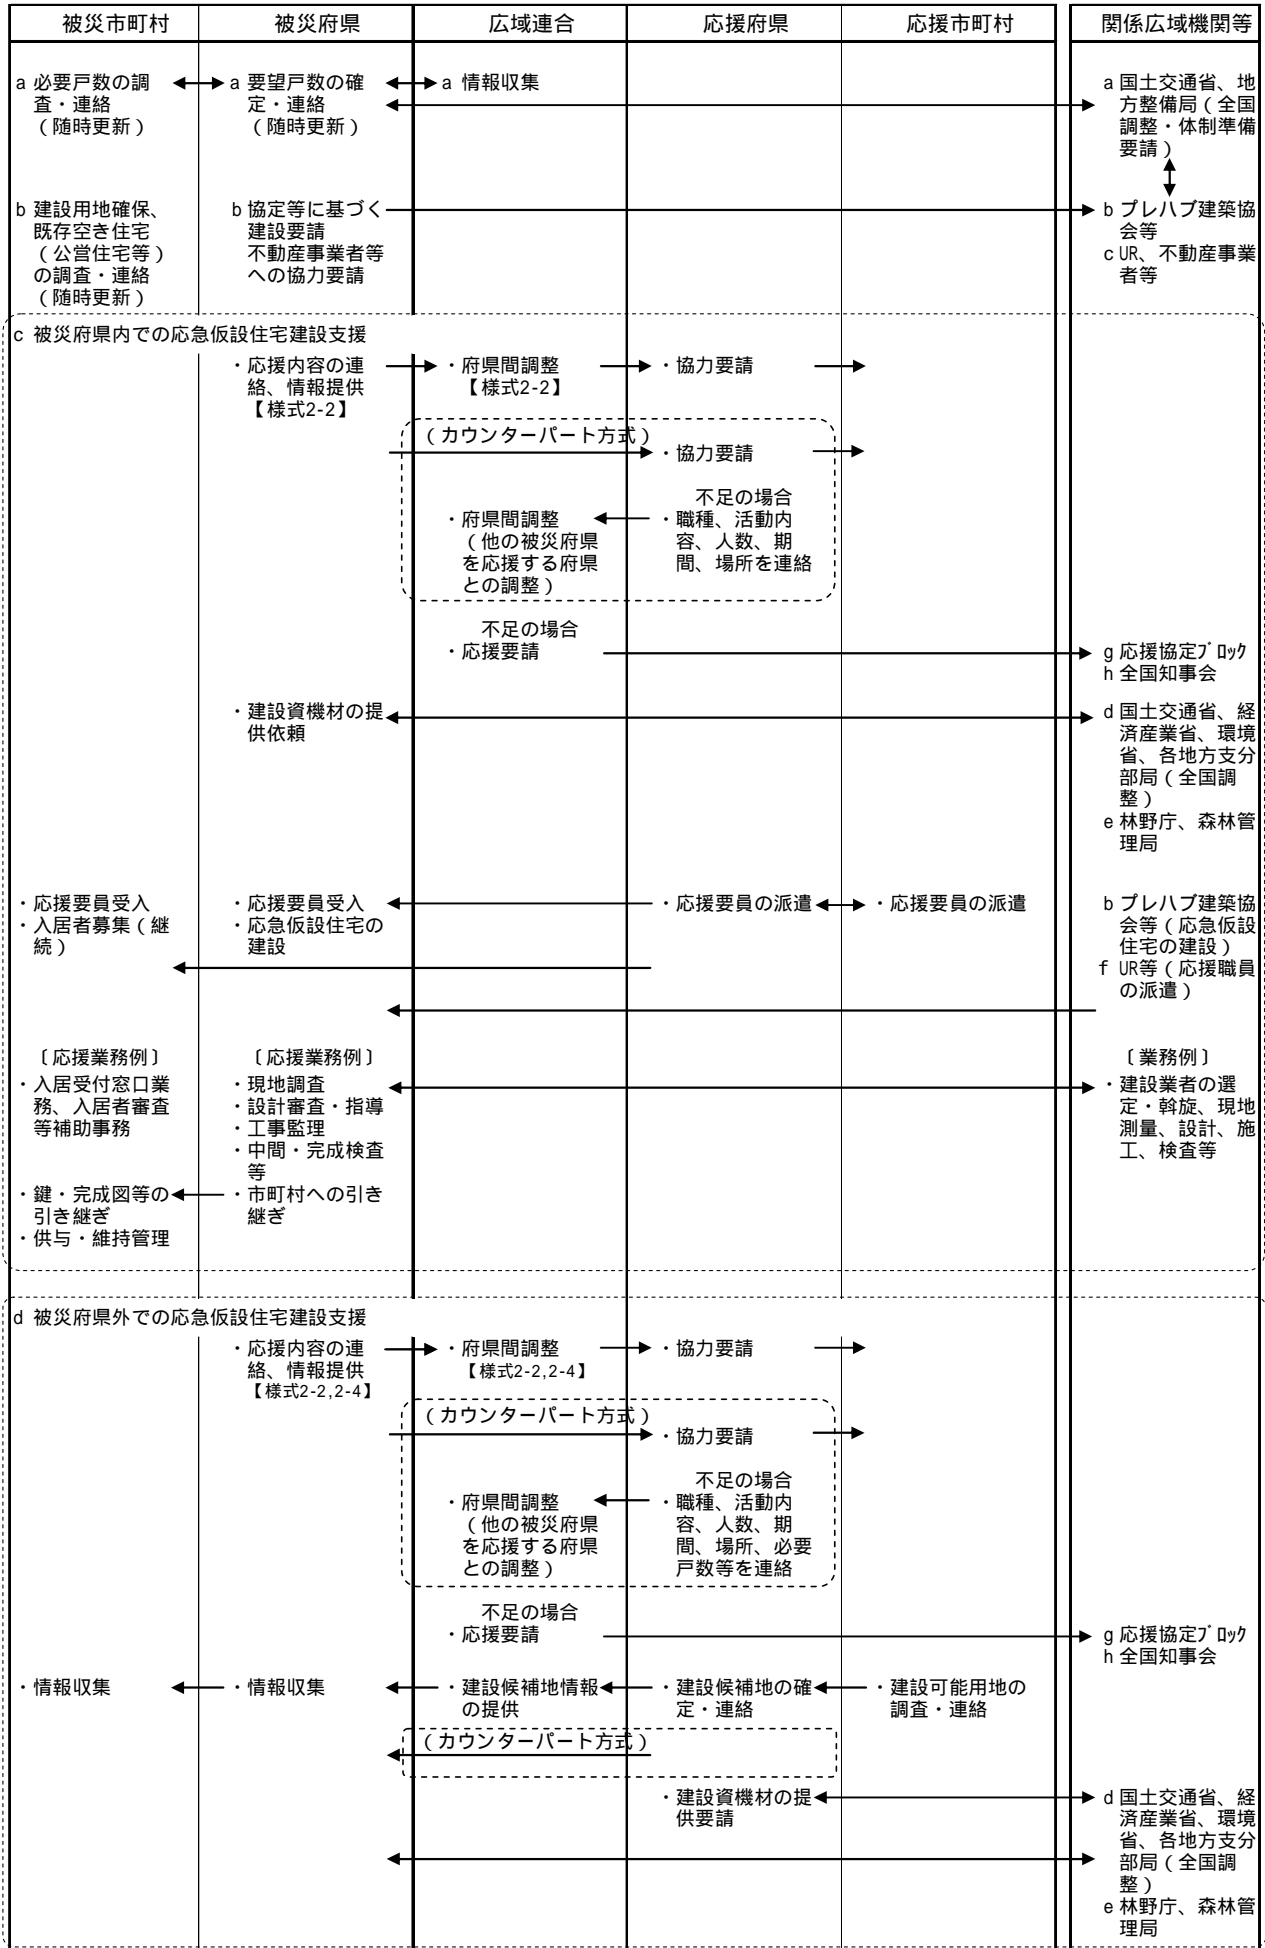 被災市町村
被災府県
広域連合
応援府県
応援市町村
関係広域機関等
a 必要戸数の調
査・連絡
（随時更新）
a 要望戸数の確
定・連絡
（随時更新）
a 情報収集
a 国土交通省、地
方整備局（全国
調整・体制準備
要請）
b 建設用地確保、
既存空き住宅
（公営住宅等）
の調査・連絡
（随時更新）
b 協定等に基づく
建設要請
不動産事業者等
への協力要請
b プレハブ建築協
会等
c UR、不動産事業
者等
c 被災府県内での応急仮設住宅建設支援
・応援内容の連
絡、情報提供
【様式2-2】
・府県間調整
【様式2-2】
・協力要請
（カウンターパート方式）
・協力要請
不足の場合
・職種、活動内
容、人数、期
間、場所を連絡
・府県間調整
（他の被災府県
を応援する府県
との調整）
不足の場合
・応援要請
g 応援協定ﾌﾞﾛｯｸ
h 全国知事会
・建設資機材の提
供依頼
d 国土交通省、経
済産業省、環境
省、各地方支分
部局（全国調
整）
e 林野庁、森林管
理局
・応援要員受入
・入居者募集（継
続）
・応援要員受入
・応急仮設住宅の
建設
・応援要員の派遣
・応援要員の派遣
b プレハブ建築協
会等（応急仮設
住宅の建設）
f UR等（応援職員
の派遣）
〔応援業務例〕
・入居受付窓口業
務、入居者審査
等補助事務
〔応援業務例〕
・現地調査
・設計審査・指導
・工事監理
・中間・完成検査
等
〔業務例〕
・建設業者の選
定・斡旋、現地
測量、設計、施
工、検査等
・鍵・完成図等の
引き継ぎ
・供与・維持管理
・市町村への引き
継ぎ
d 被災府県外での応急仮設住宅建設支援
・応援内容の連
絡、情報提供
【様式2-2,2-4】
・府県間調整
【様式2-2,2-4】
・協力要請
（カウンターパート方式）
・協力要請
不足の場合
・職種、活動内
容、人数、期
間、場所、必要
戸数等を連絡
・府県間調整
（他の被災府県
を応援する府県
との調整）
不足の場合
・応援要請
g 応援協定ﾌﾞﾛｯｸ
h 全国知事会
・情報収集
・情報収集
・建設候補地情報
の提供
・建設候補地の確
定・連絡
・建設可能用地の
調査・連絡
（カウンターパート方式）
・建設資機材の提
供要請
d 国土交通省、経
済産業省、環境
省、各地方支分
部局（全国調
整）
e 林野庁、森林管
理局